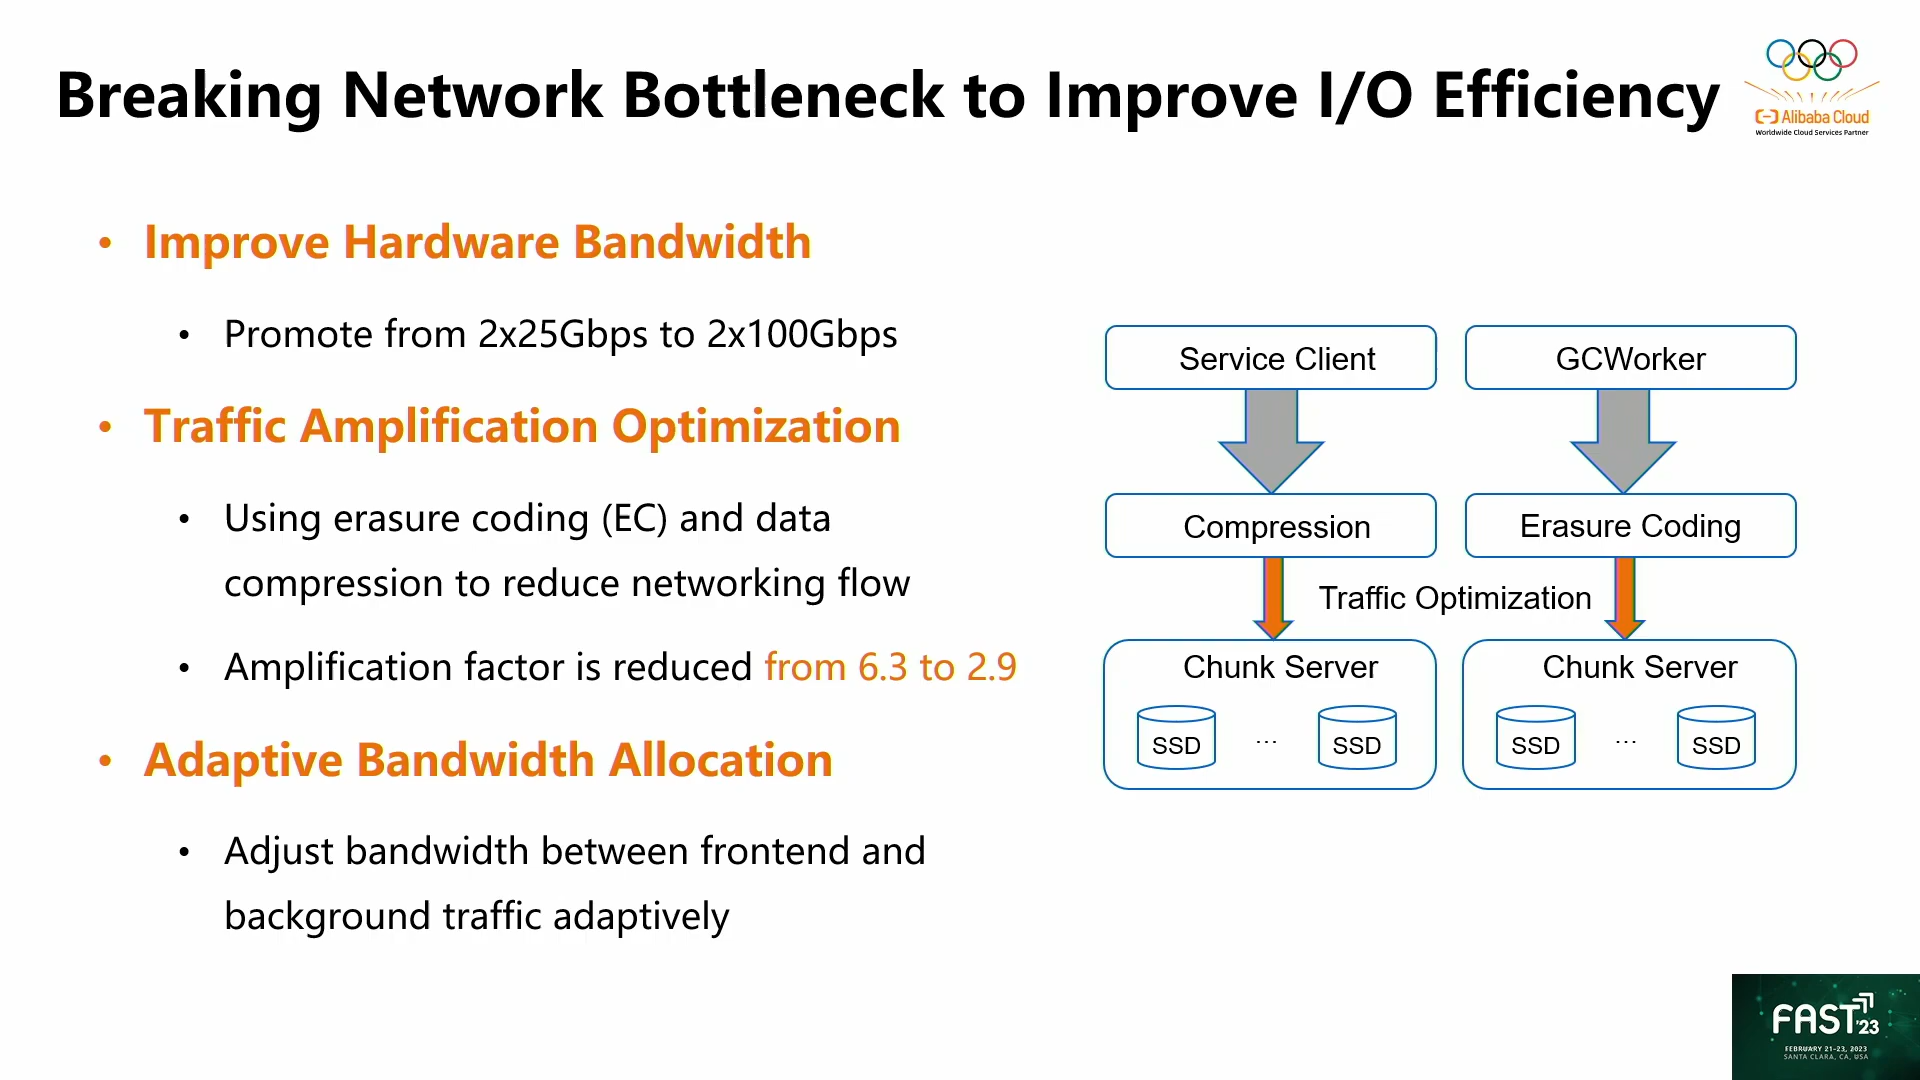 Breaking Network Bottleneck to Improve I/O Efficiency
Alibaba Cloud
Worldwide Cloud Services Partner
• Improve Hardware Bandwidth
• Promote from 2x25Gbps to 2x100Gbps
• Traffic Amplification Optimization
• Using erasure coding (EC) and data
compression to reduce networking flow
• Amplification factor is reduced from 6.3 to 2.9
• Adaptive Bandwidth Allocation
• Adjust bandwidth between frontend and
background traffic adaptively
Service Client
GCWorker
Compression
Erasure Coding
Traffic Optimization
Chunk Server
SSD ... SSD
Chunk Server
SSD ... SSD
FAST '23
FEBRUARY 21–23, 2023
SANTA CLARA, CA, USA